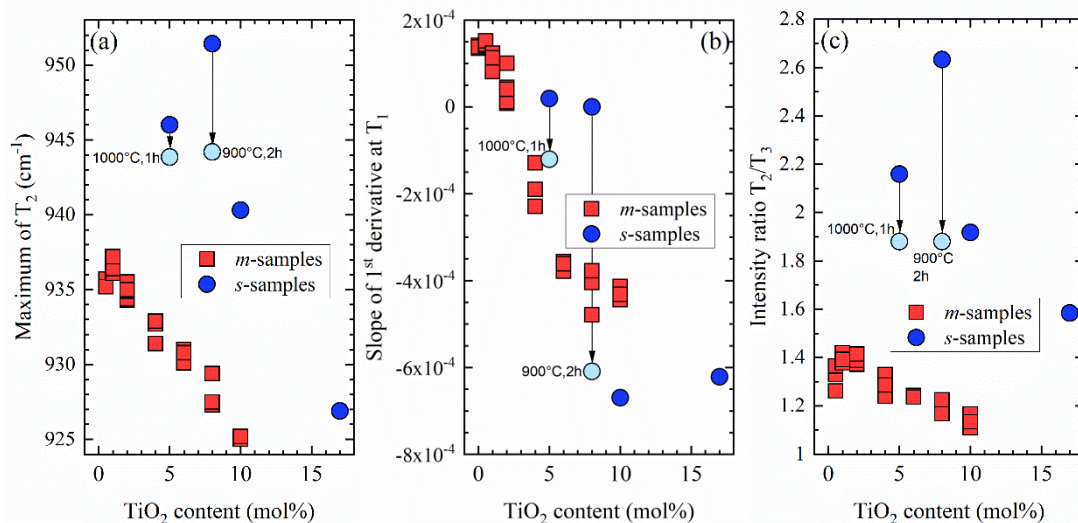 (a)
952
950
945
940
935
930
925
Maximum of T₂ (cm⁻¹)
1000°C,1h
900°C,2h
m-samples
s-samples
0
5
10
15
TiO₂ content (mol%)
(b)
2x10⁻⁴
0
-2x10⁻⁴
-4x10⁻⁴
-6x10⁻⁴
-8x10⁻⁴
Slope of 1ˢᵗ derivative at T₁
1000°C,1h
m-samples
s-samples
900°C,2h
0
5
10
15
TiO₂ content (mol%)
(c)
2.8
2.6
2.4
2.2
2.0
1.8
1.6
1.4
1.2
1
Intensity ratio T₂/T₃
1000°C,1h
900°C
2h
m-samples
s-samples
0
5
10
15
TiO₂ content (mol%)